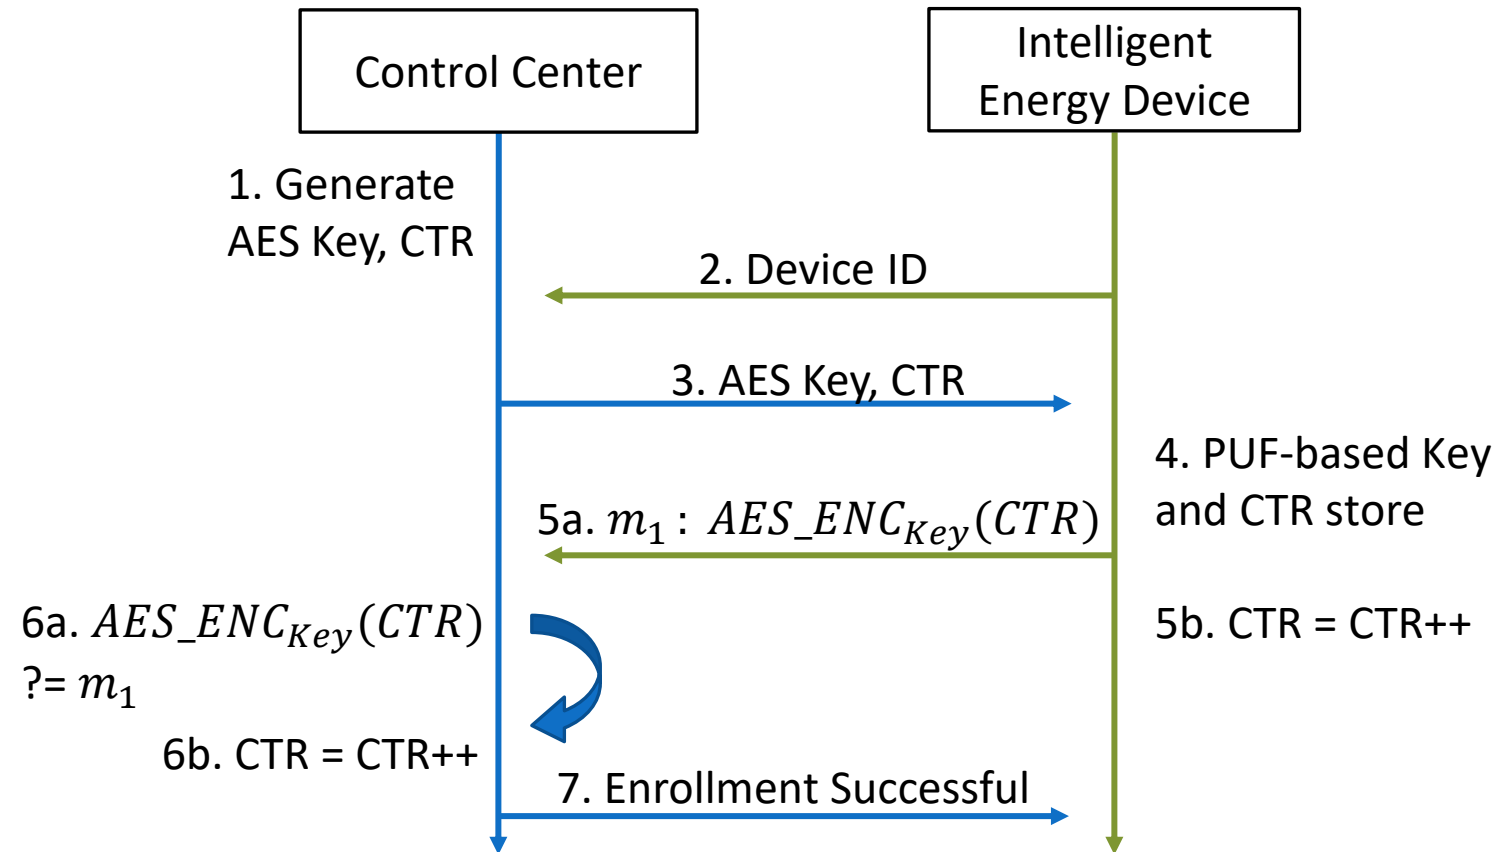 Control Center
Intelligent
Energy Device
1. Generate
AES Key, CTR
2. Device ID
3. AES Key, CTR
4. PUF-based Key
and CTR store
5a. m₁ : AES_ENC_Key(CTR)
5b. CTR = CTR++
6a. AES_ENC_Key(CTR)
?= m₁
6b. CTR = CTR++
7. Enrollment Successful